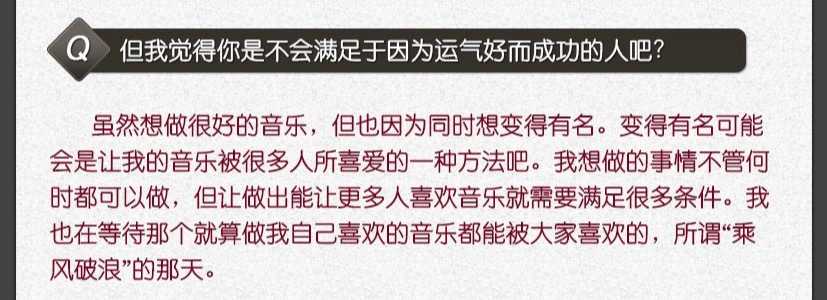 Q 但我觉得你是不会满足于因为运气好而成功的人吧?
虽然想做很好的音乐，但也因为同时想变得有名。变得有名可能
会是让我的音乐被很多人所喜爱的一种方法吧。我想做的事情不管何
时都可以做，但让做出能让更多人喜欢音乐就需要满足很多条件。我
也在等待那个就算做我自己喜欢的音乐都能被大家喜欢的，所谓“乘
风破浪”的那天。